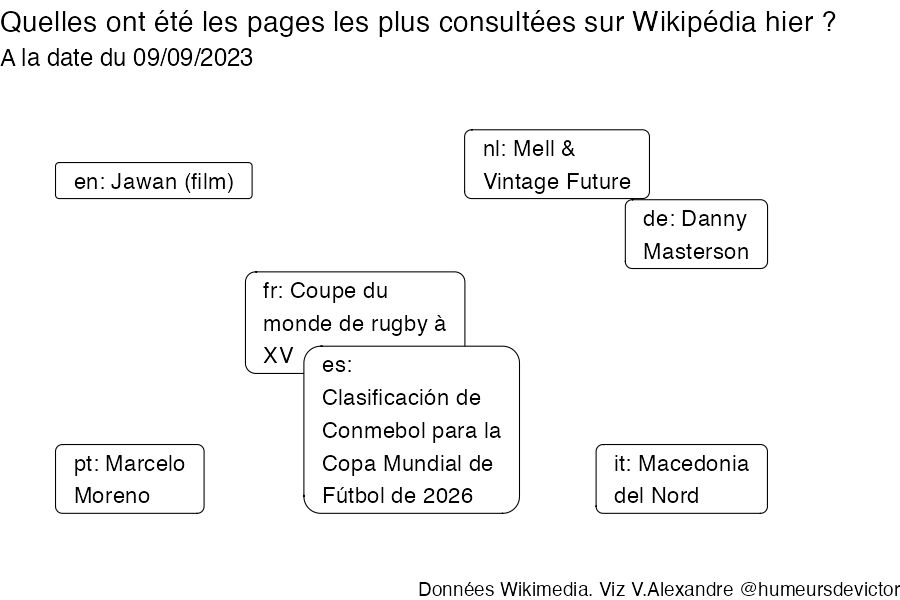 Quelles ont été les pages les plus consultées sur Wikipédia hier ?
A la date du 09/09/2023
nl: Mell &
Vintage Future
en: Jawan (film)
de: Danny
Masterson
fr: Coupe du
monde de rugby à
XV
es:
Clasificación de
Conmebol para la
Copa Mundial de
Fútbol de 2026
pt: Marcelo
Moreno
it: Macedonia
del Nord
Données Wikimedia. Viz V.Alexandre @humeursdevictor